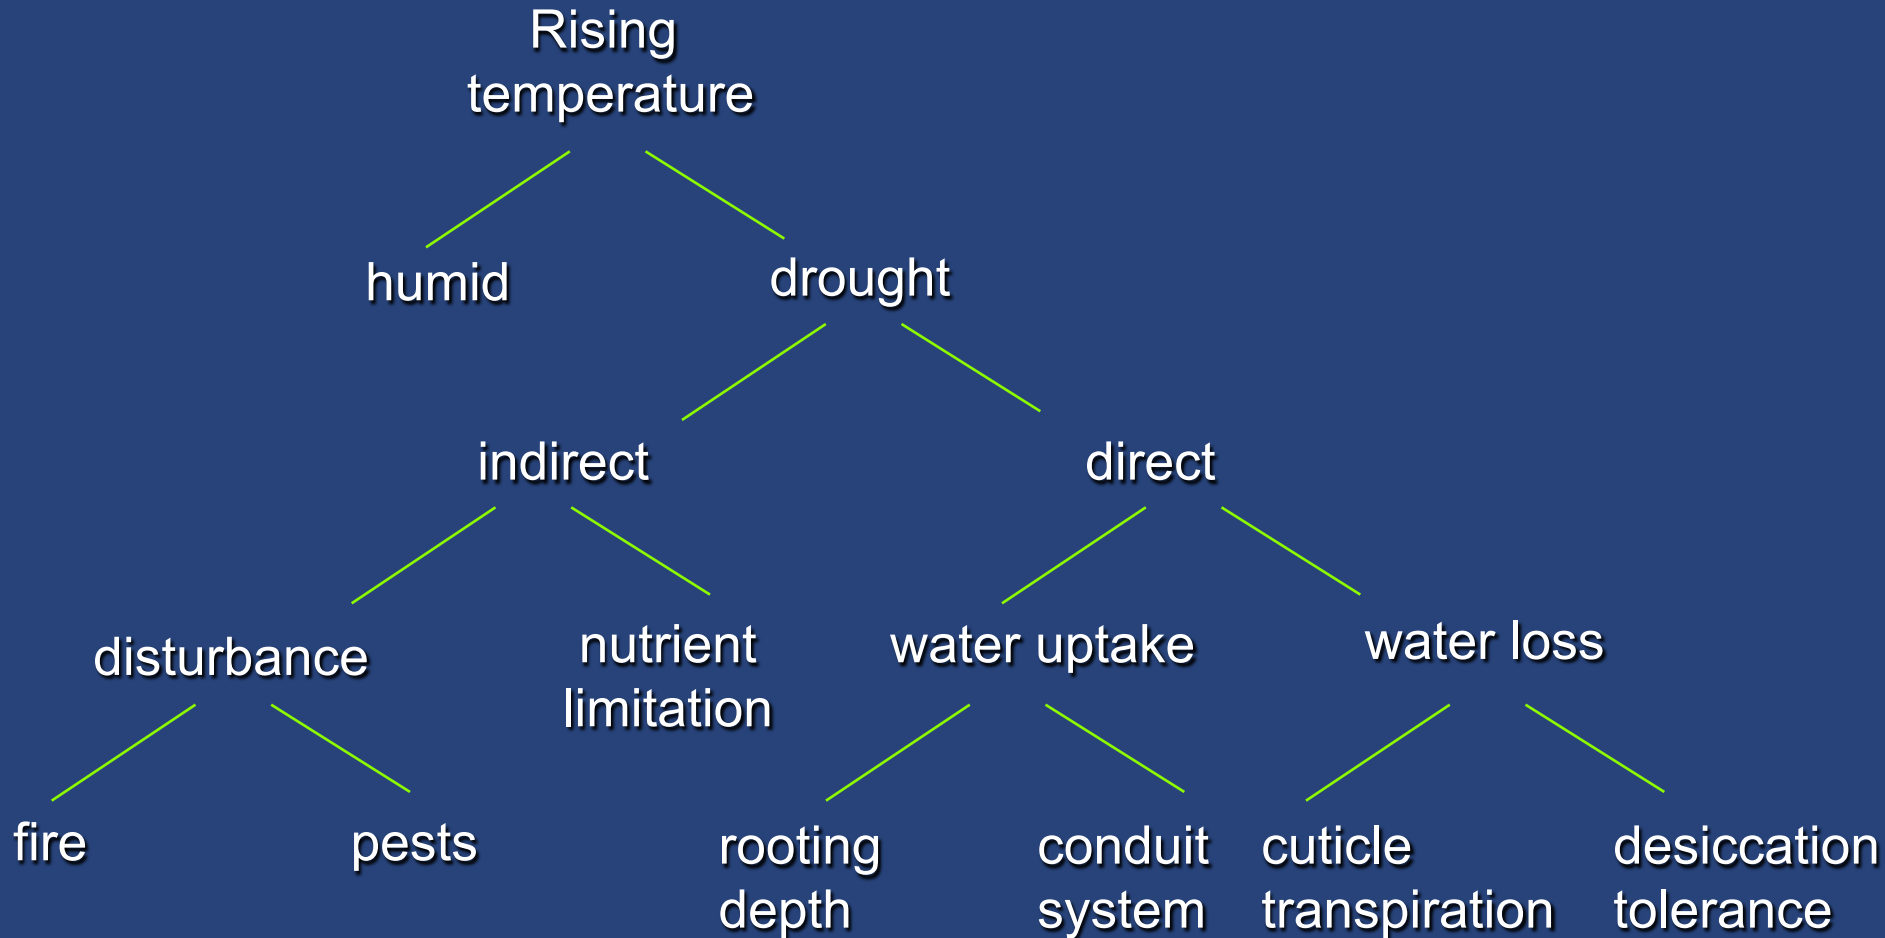 Rising
temperature
humid
drought
indirect
direct
disturbance
nutrient
limitation
water uptake
water loss
fire
pests
rooting
depth
conduit
system
cuticle
transpiration
desiccation
tolerance